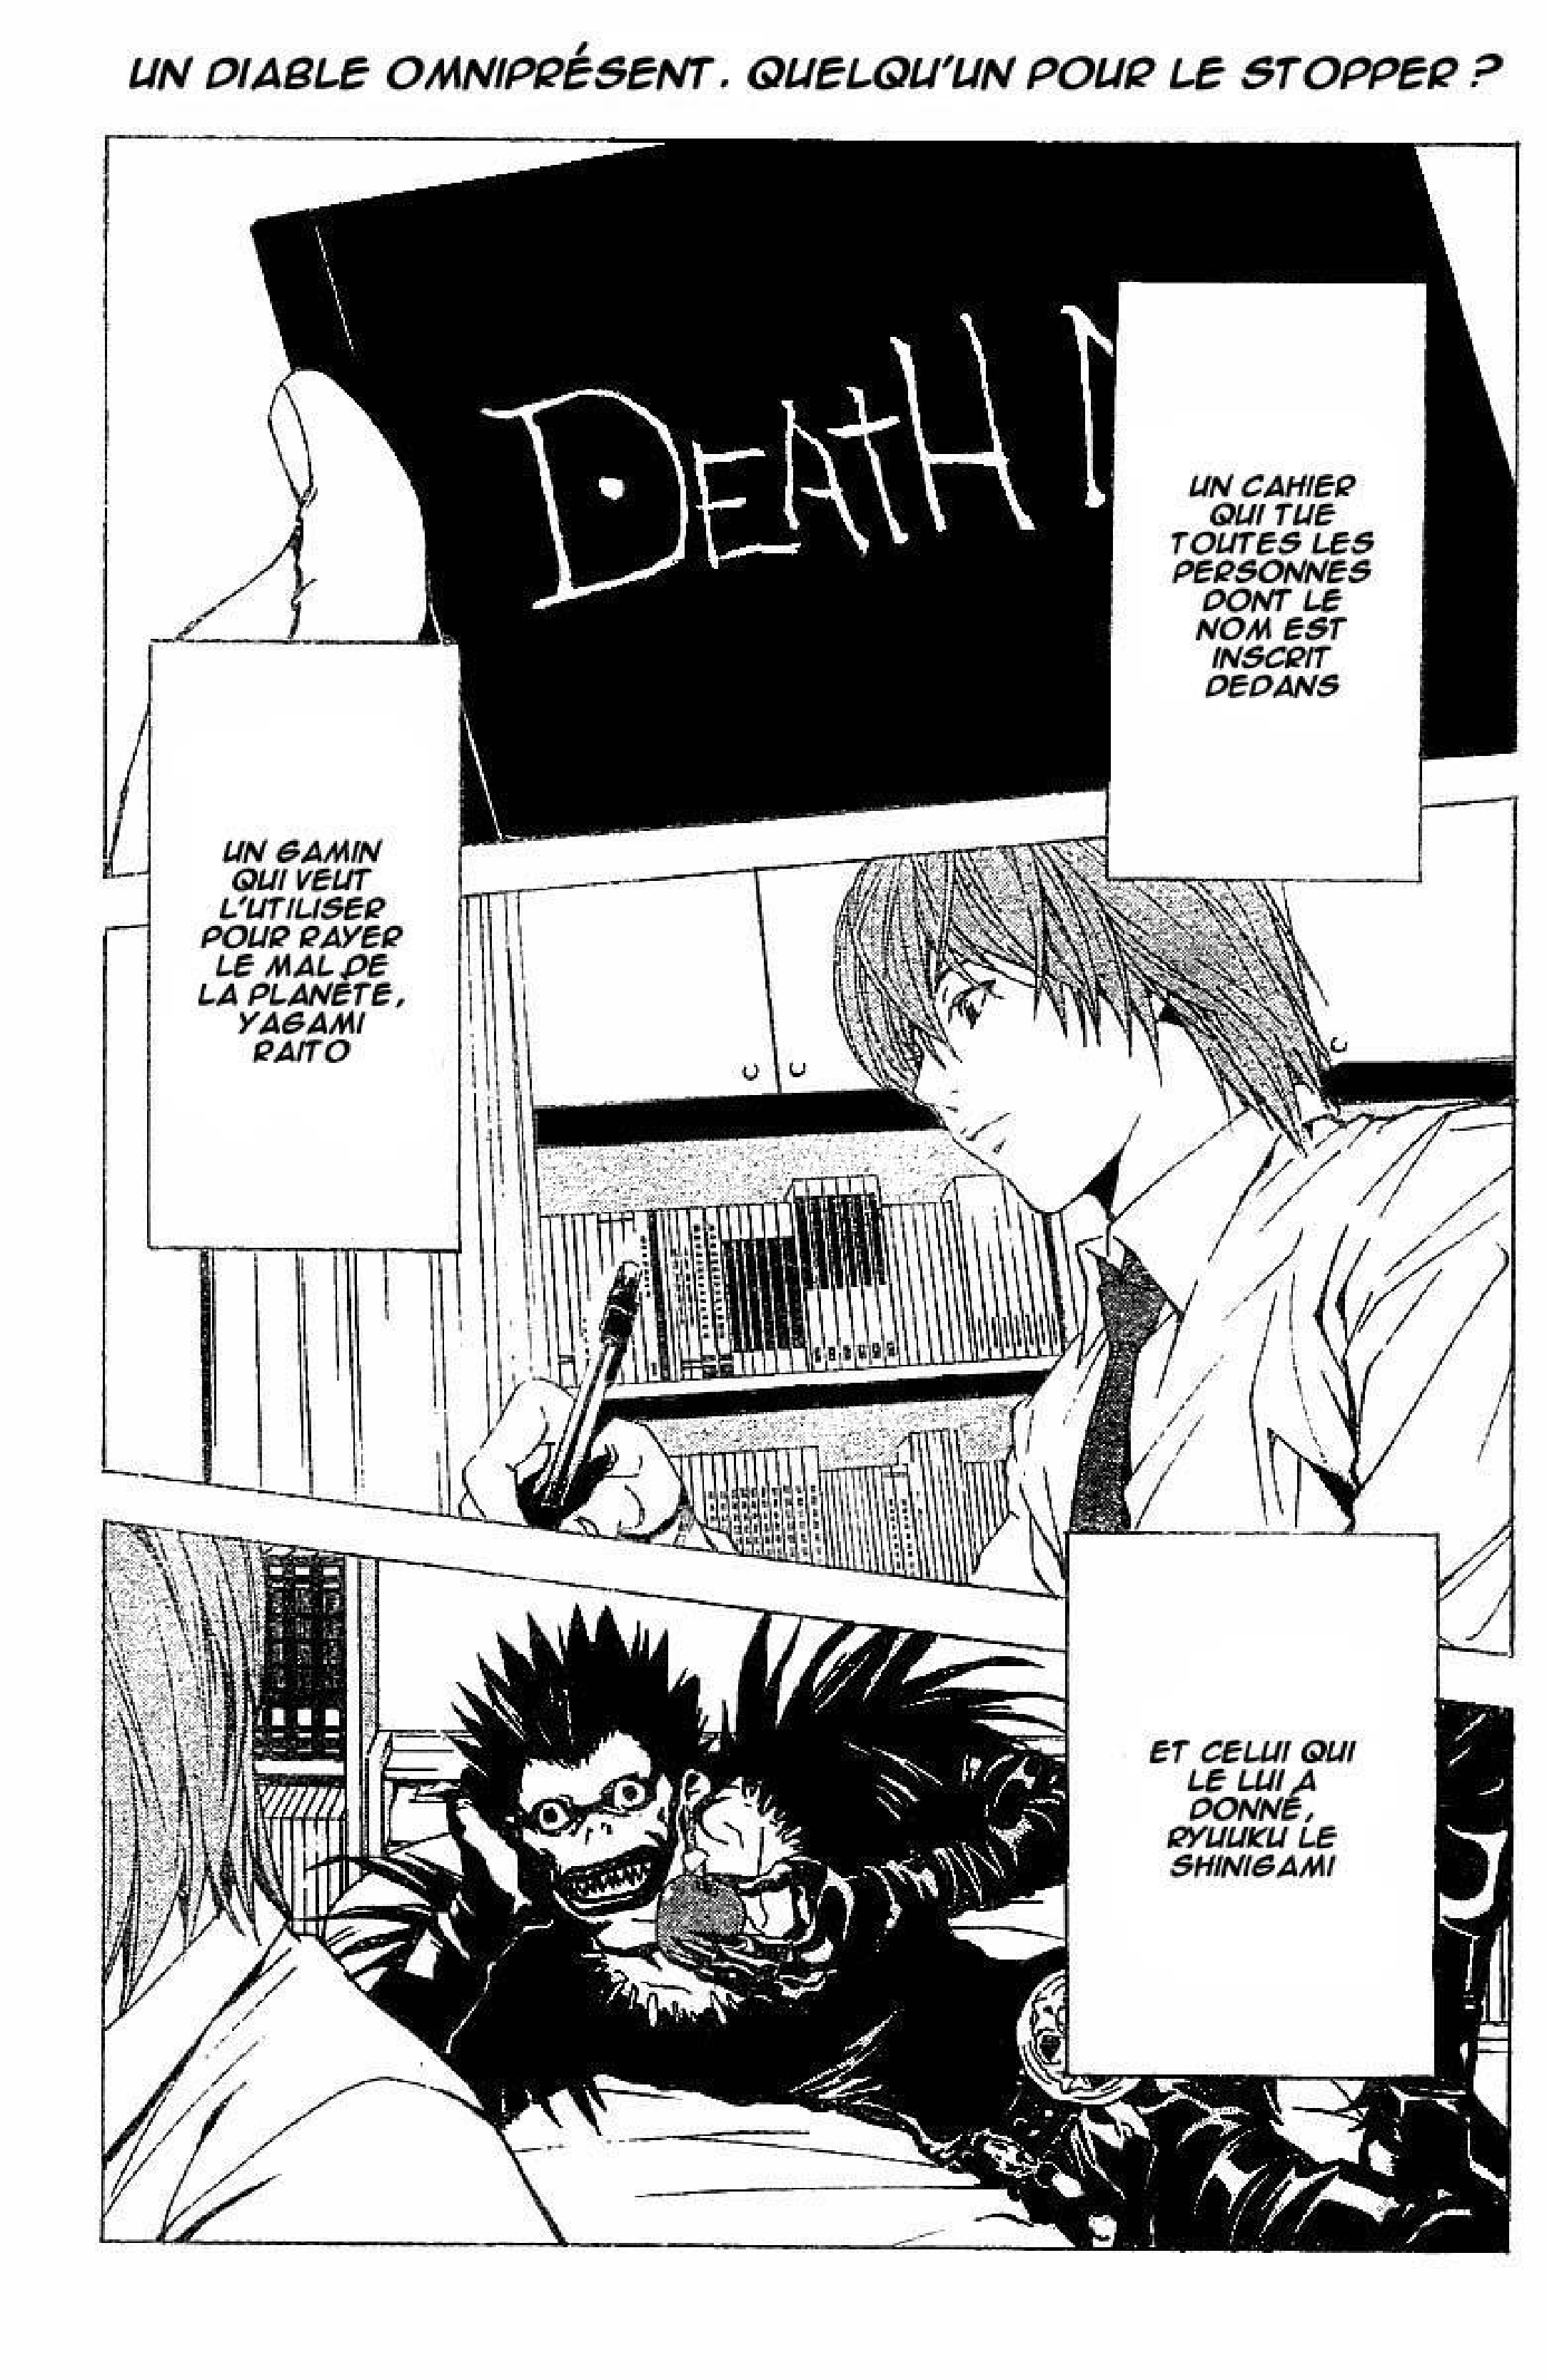 UN DIABLE OMNIPRÉSENT. QUELQU'UN POUR LE STOPPER ?
DEATH N
UN CAHIER
QUI TUE
TOUTES LES
PERSONNES
DONT LE
NOM EST
INSCRIT
DEDANS
UN GAMIN
QUI VEUT
L'UTILISER
POUR RAYER
LE MAL DE
LA PLANÈTE,
YAGAMI
RAITO
ET CELUI QUI
LE LUI A
DONNÉ,
RYUUKU LE
SHINIGAMI